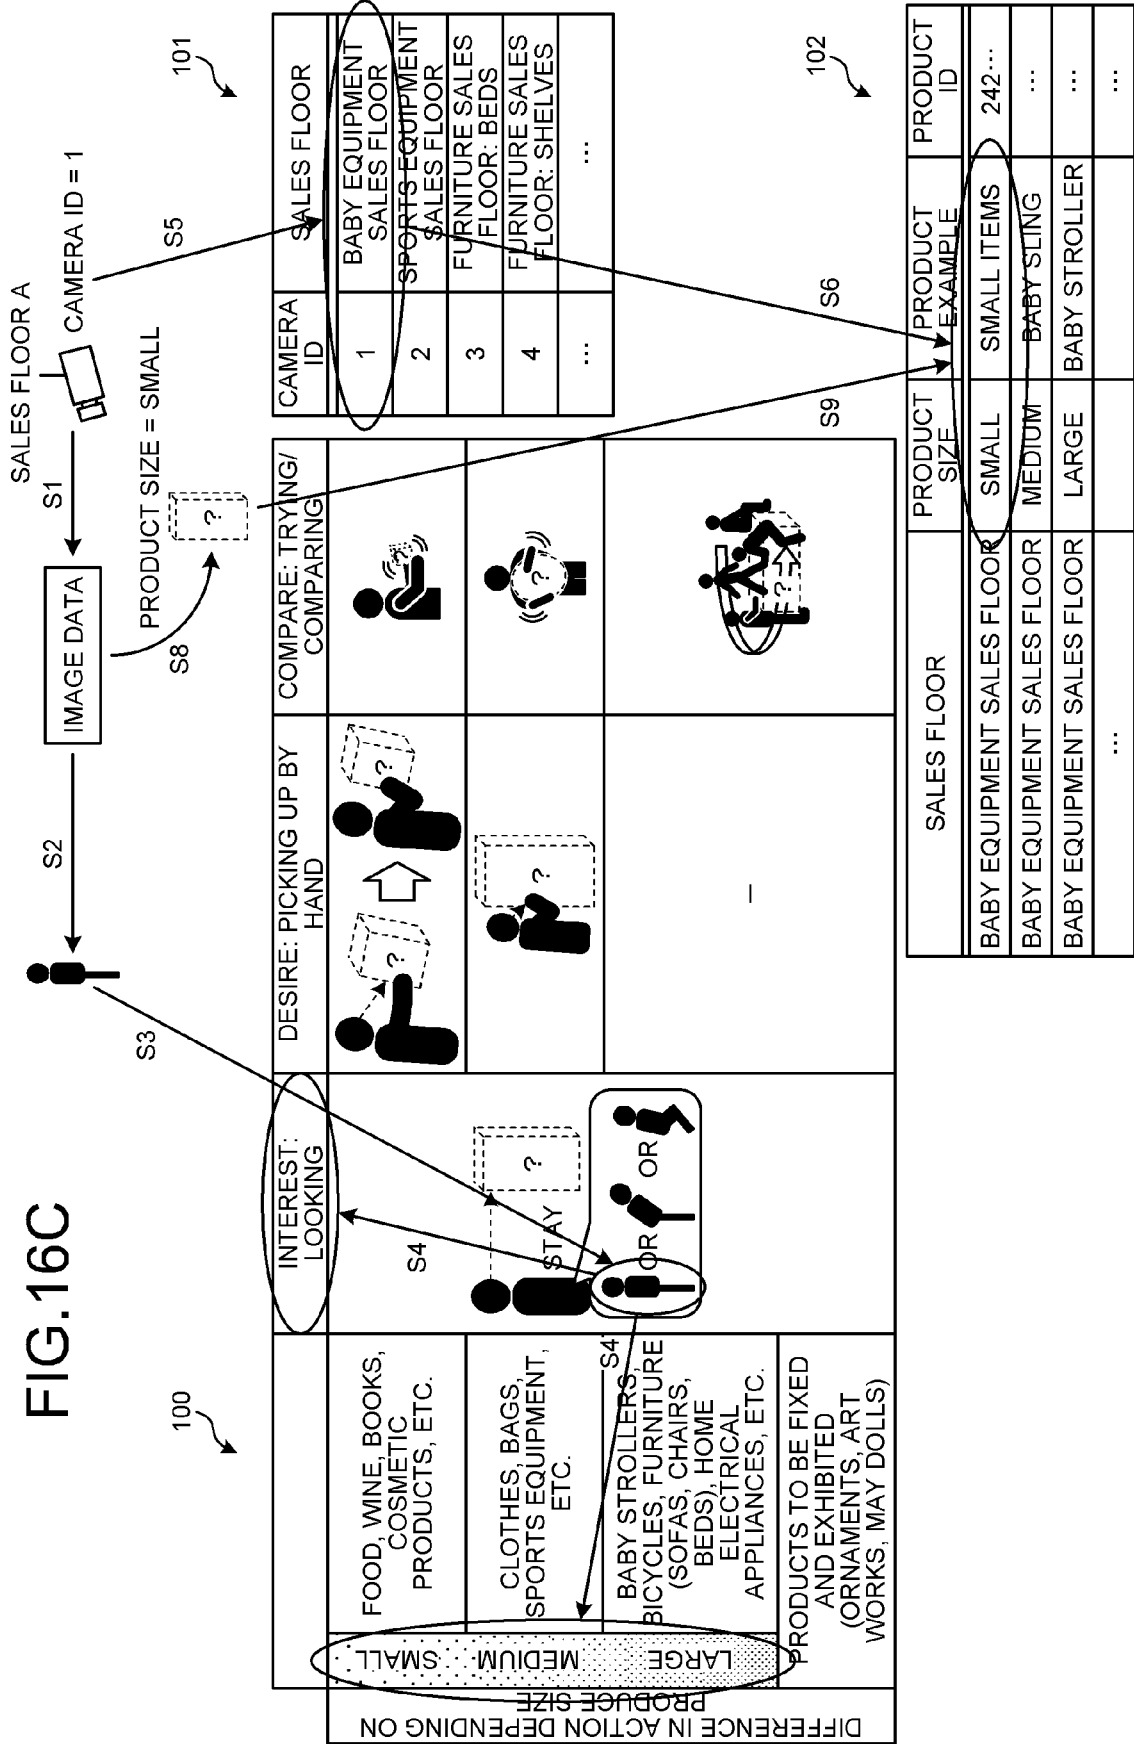 FIG.16C
SALES FLOOR A
CAMERA ID = 1
S1
IMAGE DATA
S2
S8
PRODUCT SIZE = SMALL
?
S3
S5
100
INTEREST:
LOOKING
DESIRE: PICKING UP BY
HAND
COMPARE: TRYING/
COMPARING
DIFFERENCE IN ACTION DEPENDING ON
PRODUCE SIZE
SMALL
MEDIUM
LARGE
FOOD, WINE, BOOKS,
COSMETIC
PRODUCTS, ETC.
CLOTHES, BAGS,
SPORTS EQUIPMENT,
ETC.
BABY STROLLERS,
BICYCLES, FURNITURE
(SOFAS, CHAIRS,
BEDS), HOME
ELECTRICAL
APPLIANCES, ETC.
PRODUCTS TO BE FIXED
AND EXHIBITED
(ORNAMENTS, ART
WORKS, MAY DOLLS)
S4
S4
?
STAY
OR
OR
?
?
?
–
?
?
?
101
CAMERA
ID
SALES FLOOR
1
BABY EQUIPMENT
SALES FLOOR
2
SPORTS EQUIPMENT
SALES FLOOR
3
FURNITURE SALES
FLOOR: BEDS
4
FURNITURE SALES
FLOOR: SHELVES
...
...
S6
S9
102
SALES FLOOR
PRODUCT
SIZE
PRODUCT
EXAMPLE
PRODUCT
ID
BABY EQUIPMENT SALES FLOOR
SMALL
SMALL ITEMS
242...
BABY EQUIPMENT SALES FLOOR
MEDIUM
BABY SLING
...
BABY EQUIPMENT SALES FLOOR
LARGE
BABY STROLLER
...
...
...